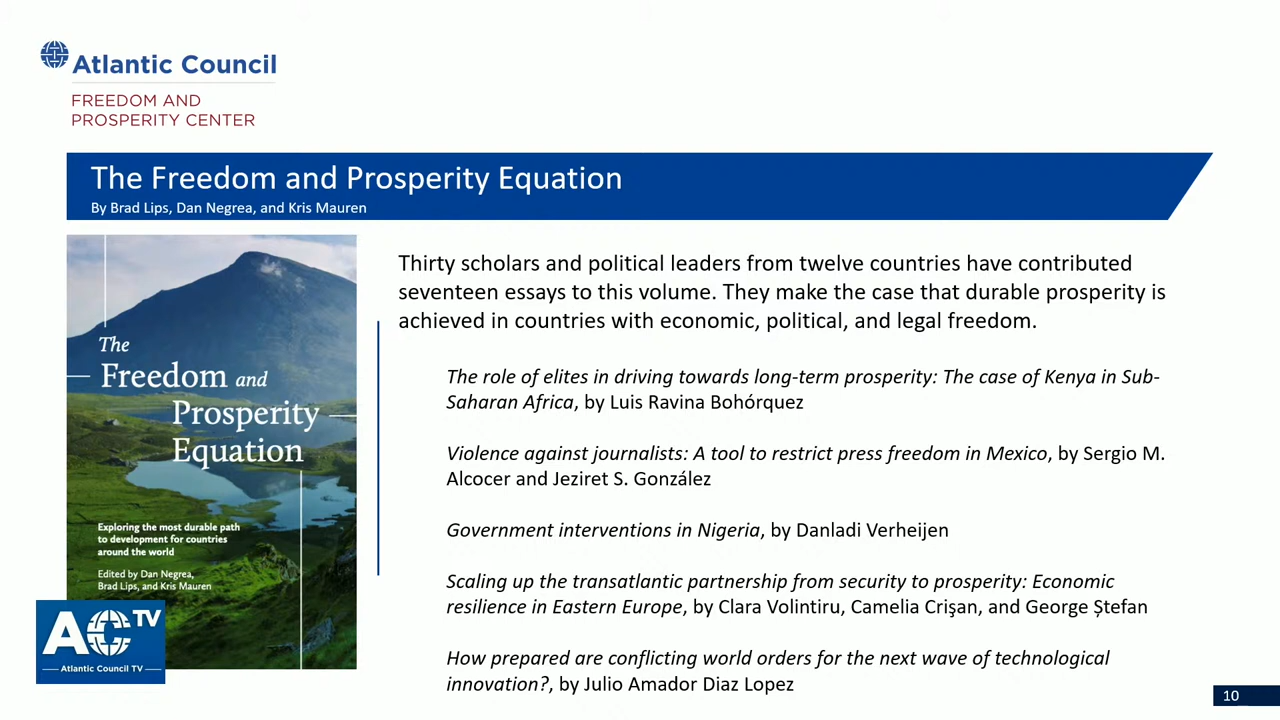 Atlantic Council
FREEDOM AND
PROSPERITY CENTER
The Freedom and Prosperity Equation
By Brad Lips, Dan Negrea, and Kris Mauren
The
Freedom and
Prosperity
Equation
Exploring the most durable path
to development for countries
around the world
Edited by Dan Negrea,
Brad Lips, and Kris Mauren
AC TV
Atlantic Council TV
Thirty scholars and political leaders from twelve countries have contributed
seventeen essays to this volume. They make the case that durable prosperity is
achieved in countries with economic, political, and legal freedom.
The role of elites in driving towards long-term prosperity: The case of Kenya in Sub-
Saharan Africa, by Luis Ravina Bohórquez
Violence against journalists: A tool to restrict press freedom in Mexico, by Sergio M.
Alcocer and Jeziret S. González
Government interventions in Nigeria, by Danladi Verheijen
Scaling up the transatlantic partnership from security to prosperity: Economic
resilience in Eastern Europe, by Clara Volintiru, Camelia Crişan, and George Ștefan
How prepared are conflicting world orders for the next wave of technological
innovation?, by Julio Amador Diaz Lopez
10